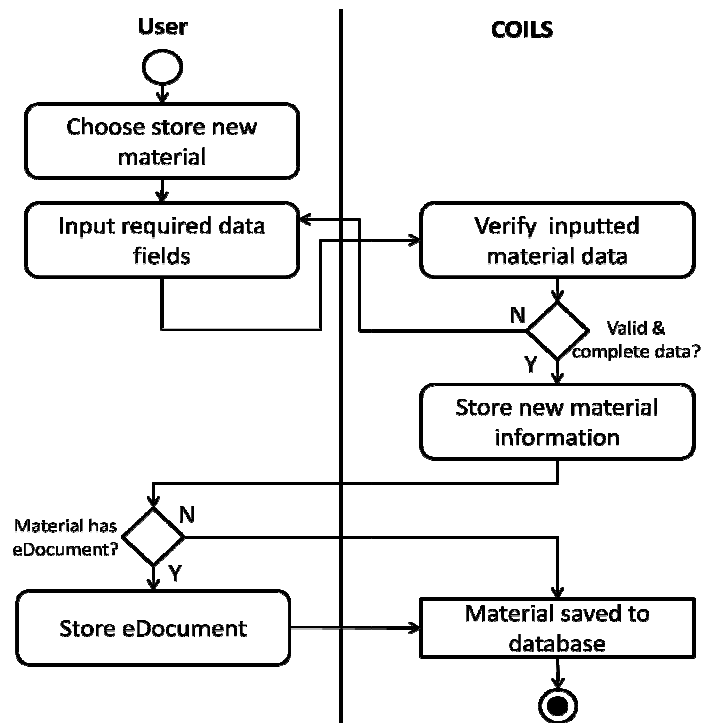 User
COILS
Choose store new
material
Input required data
fields
Verify inputted
material data
N
Valid &
complete data?
Y
Store new material
information
Material has
eDocument?
N
Y
Store eDocument
Material saved to
database